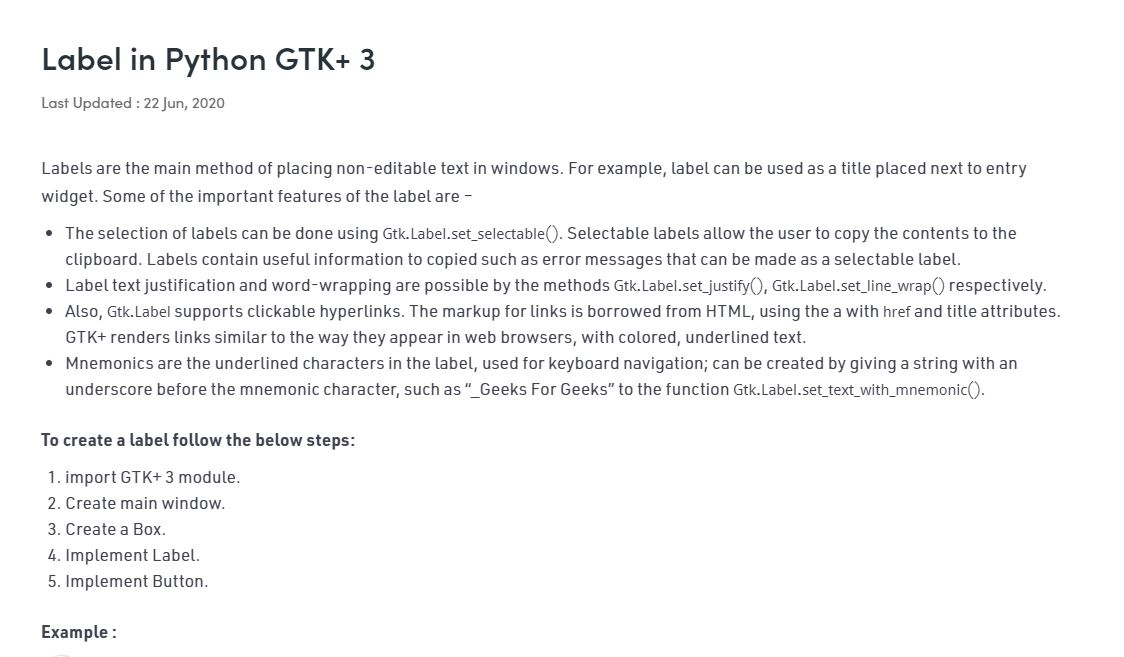 Label in Python GTK+ 3
Last Updated : 22 Jun, 2020
Labels are the main method of placing non-editable text in windows. For example, label can be used as a title placed next to entry
widget. Some of the important features of the label are –
• The selection of labels can be done using Gtk.Label.set_selectable(). Selectable labels allow the user to copy the contents to the
clipboard. Labels contain useful information to copied such as error messages that can be made as a selectable label.
• Label text justification and word-wrapping are possible by the methods Gtk.Label.set_justify(), Gtk.Label.set_line_wrap() respectively.
• Also, Gtk.Label supports clickable hyperlinks. The markup for links is borrowed from HTML, using the a with href and title attributes.
GTK+ renders links similar to the way they appear in web browsers, with colored, underlined text.
• Mnemonics are the underlined characters in the label, used for keyboard navigation; can be created by giving a string with an
underscore before the mnemonic character, such as “_Geeks For Geeks” to the function Gtk.Label.set_text_with_mnemonic().
To create a label follow the below steps:
1. import GTK+ 3 module.
2. Create main window.
3. Create a Box.
4. Implement Label.
5. Implement Button.
Example :